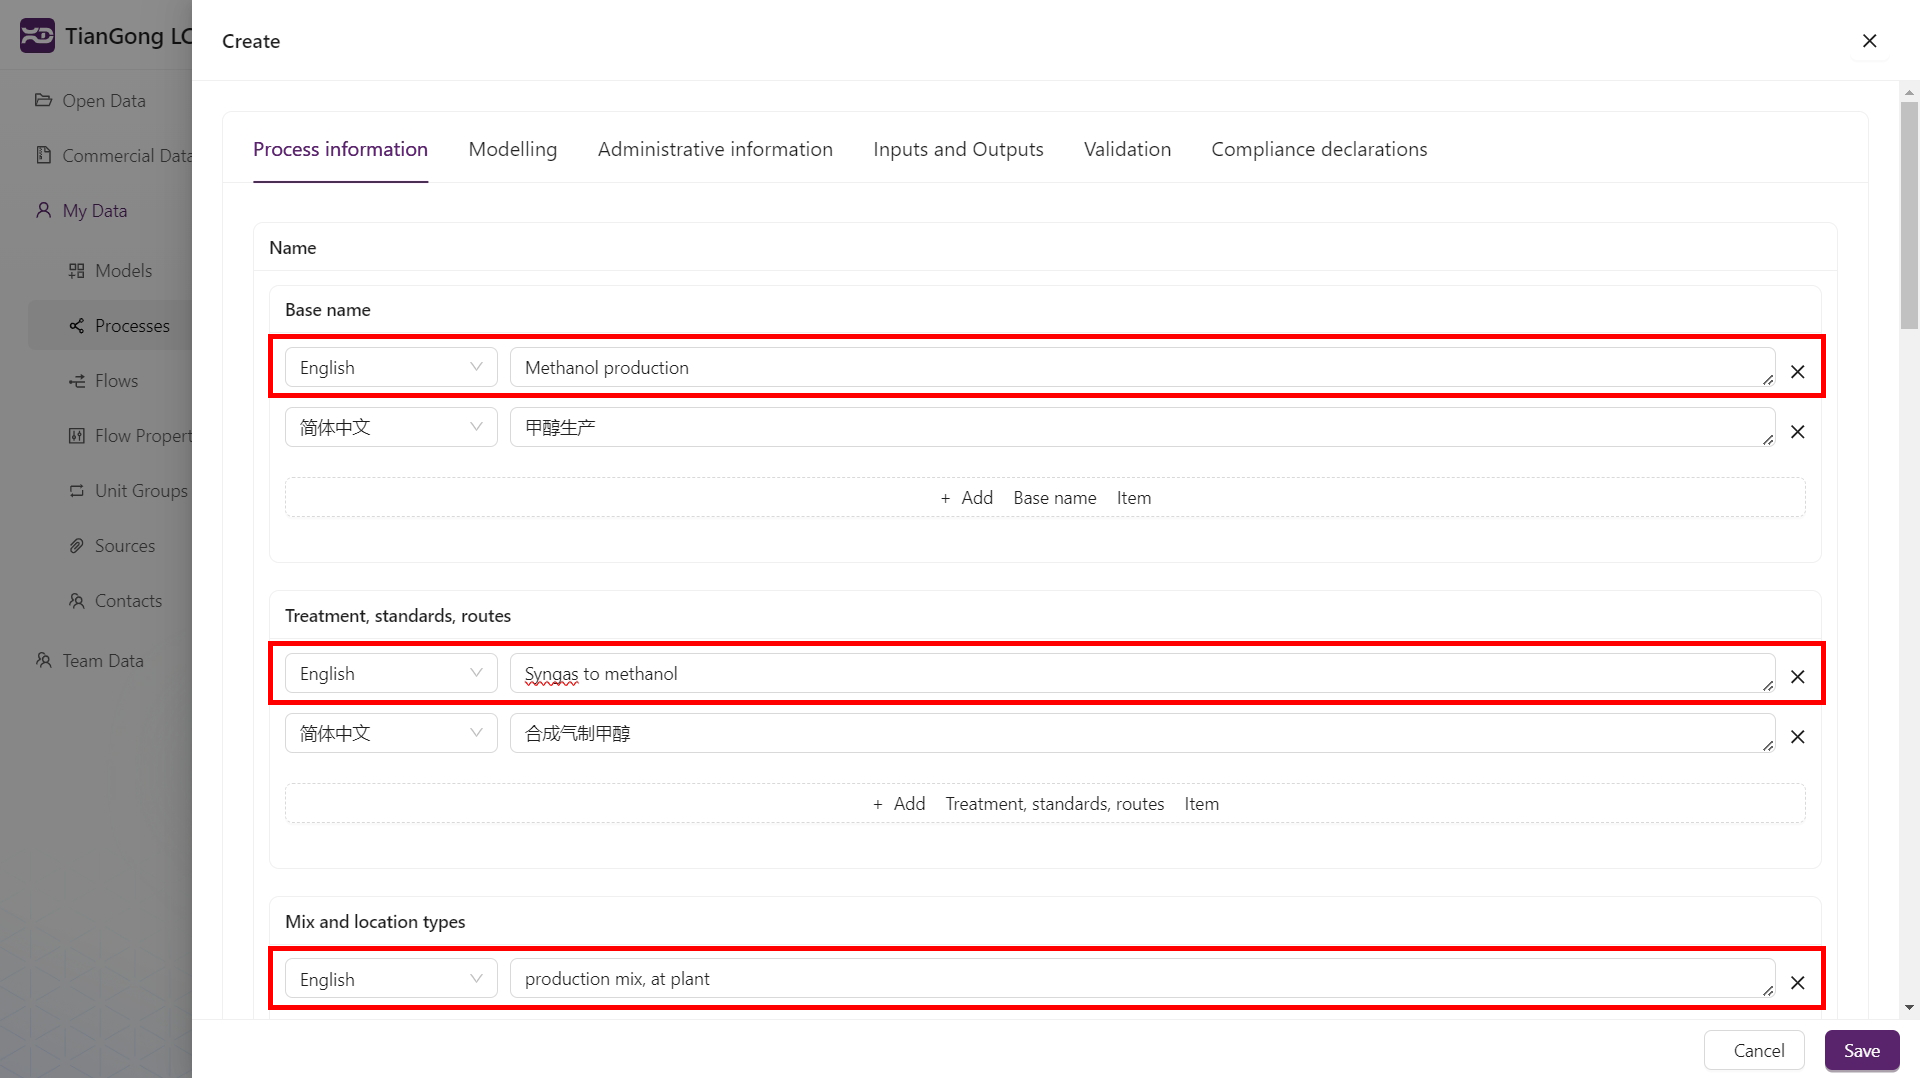 TianGong LC
Open Data
Commercial Data
My Data
Models
Processes
Flows
Flow Propert
Unit Groups
Sources
Contacts
Team Data
Create
Process information Modelling Administrative information Inputs and Outputs Validation Compliance declarations
Name
Base name
English Methanol production
简体中文 甲醇生产
+ Add Base name Item
Treatment, standards, routes
English Syngas to methanol
简体中文 合成气制甲醇
+ Add Treatment, standards, routes Item
Mix and location types
English production mix, at plant
Cancel Save